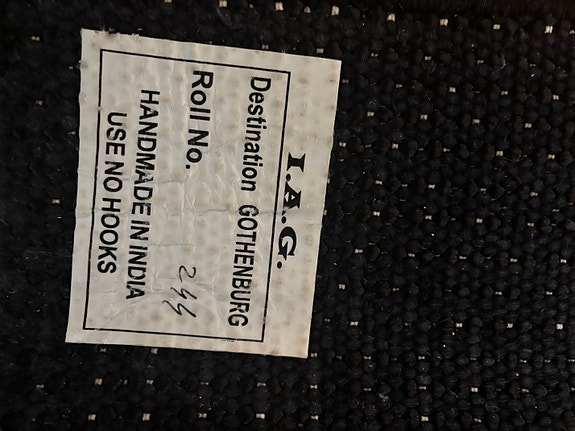 I.A.G.
Destination GOTHENBURG
Roll No. 244
HANDMADE IN INDIA
USE NO HOOKS